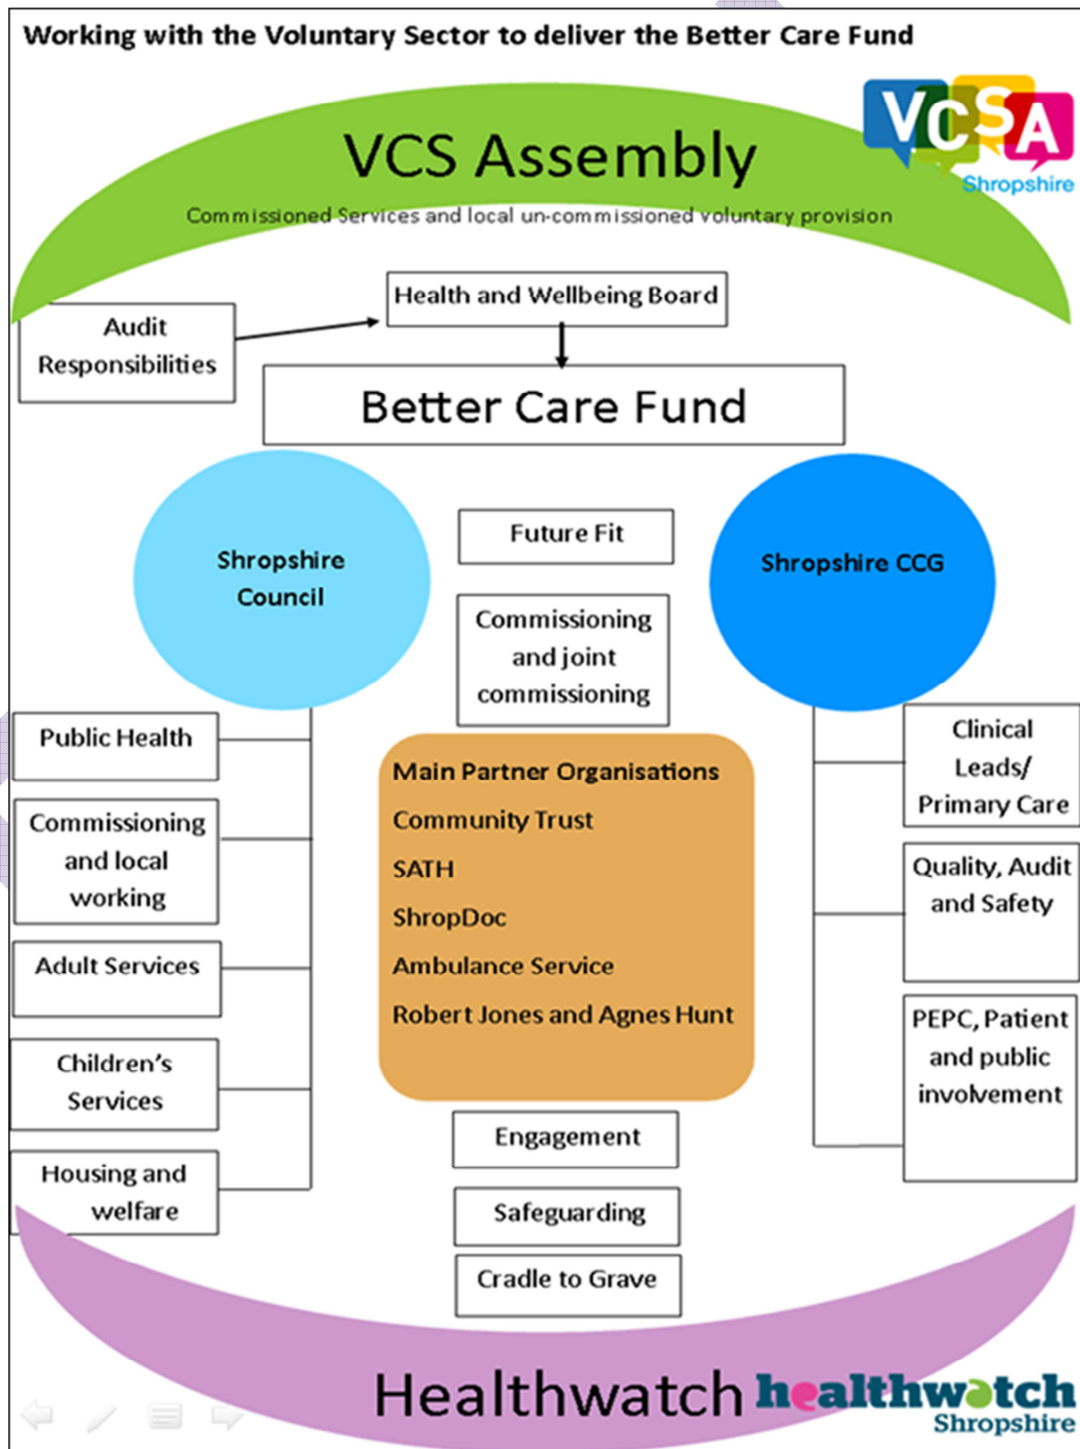 Working with the Voluntary Sector to deliver the Better Care Fund
VCSA
Shropshire
VCS Assembly
Commissioned Services and local un-commissioned voluntary provision
Health and Wellbeing Board
Audit
Responsibilities
Better Care Fund
Shropshire
Council
Future Fit
Shropshire CCG
Commissioning
and joint
commissioning
Public Health
Commissioning
and local
working
Adult Services
Children's
Services
Housing and
welfare
Main Partner Organisations
Community Trust
SATH
ShropDoc
Ambulance Service
Robert Jones and Agnes Hunt
Clinical
Leads/
Primary Care
Quality, Audit
and Safety
PEPC, Patient
and public
involvement
Engagement
Safeguarding
Cradle to Grave
Healthwatch
healthwatch
Shropshire